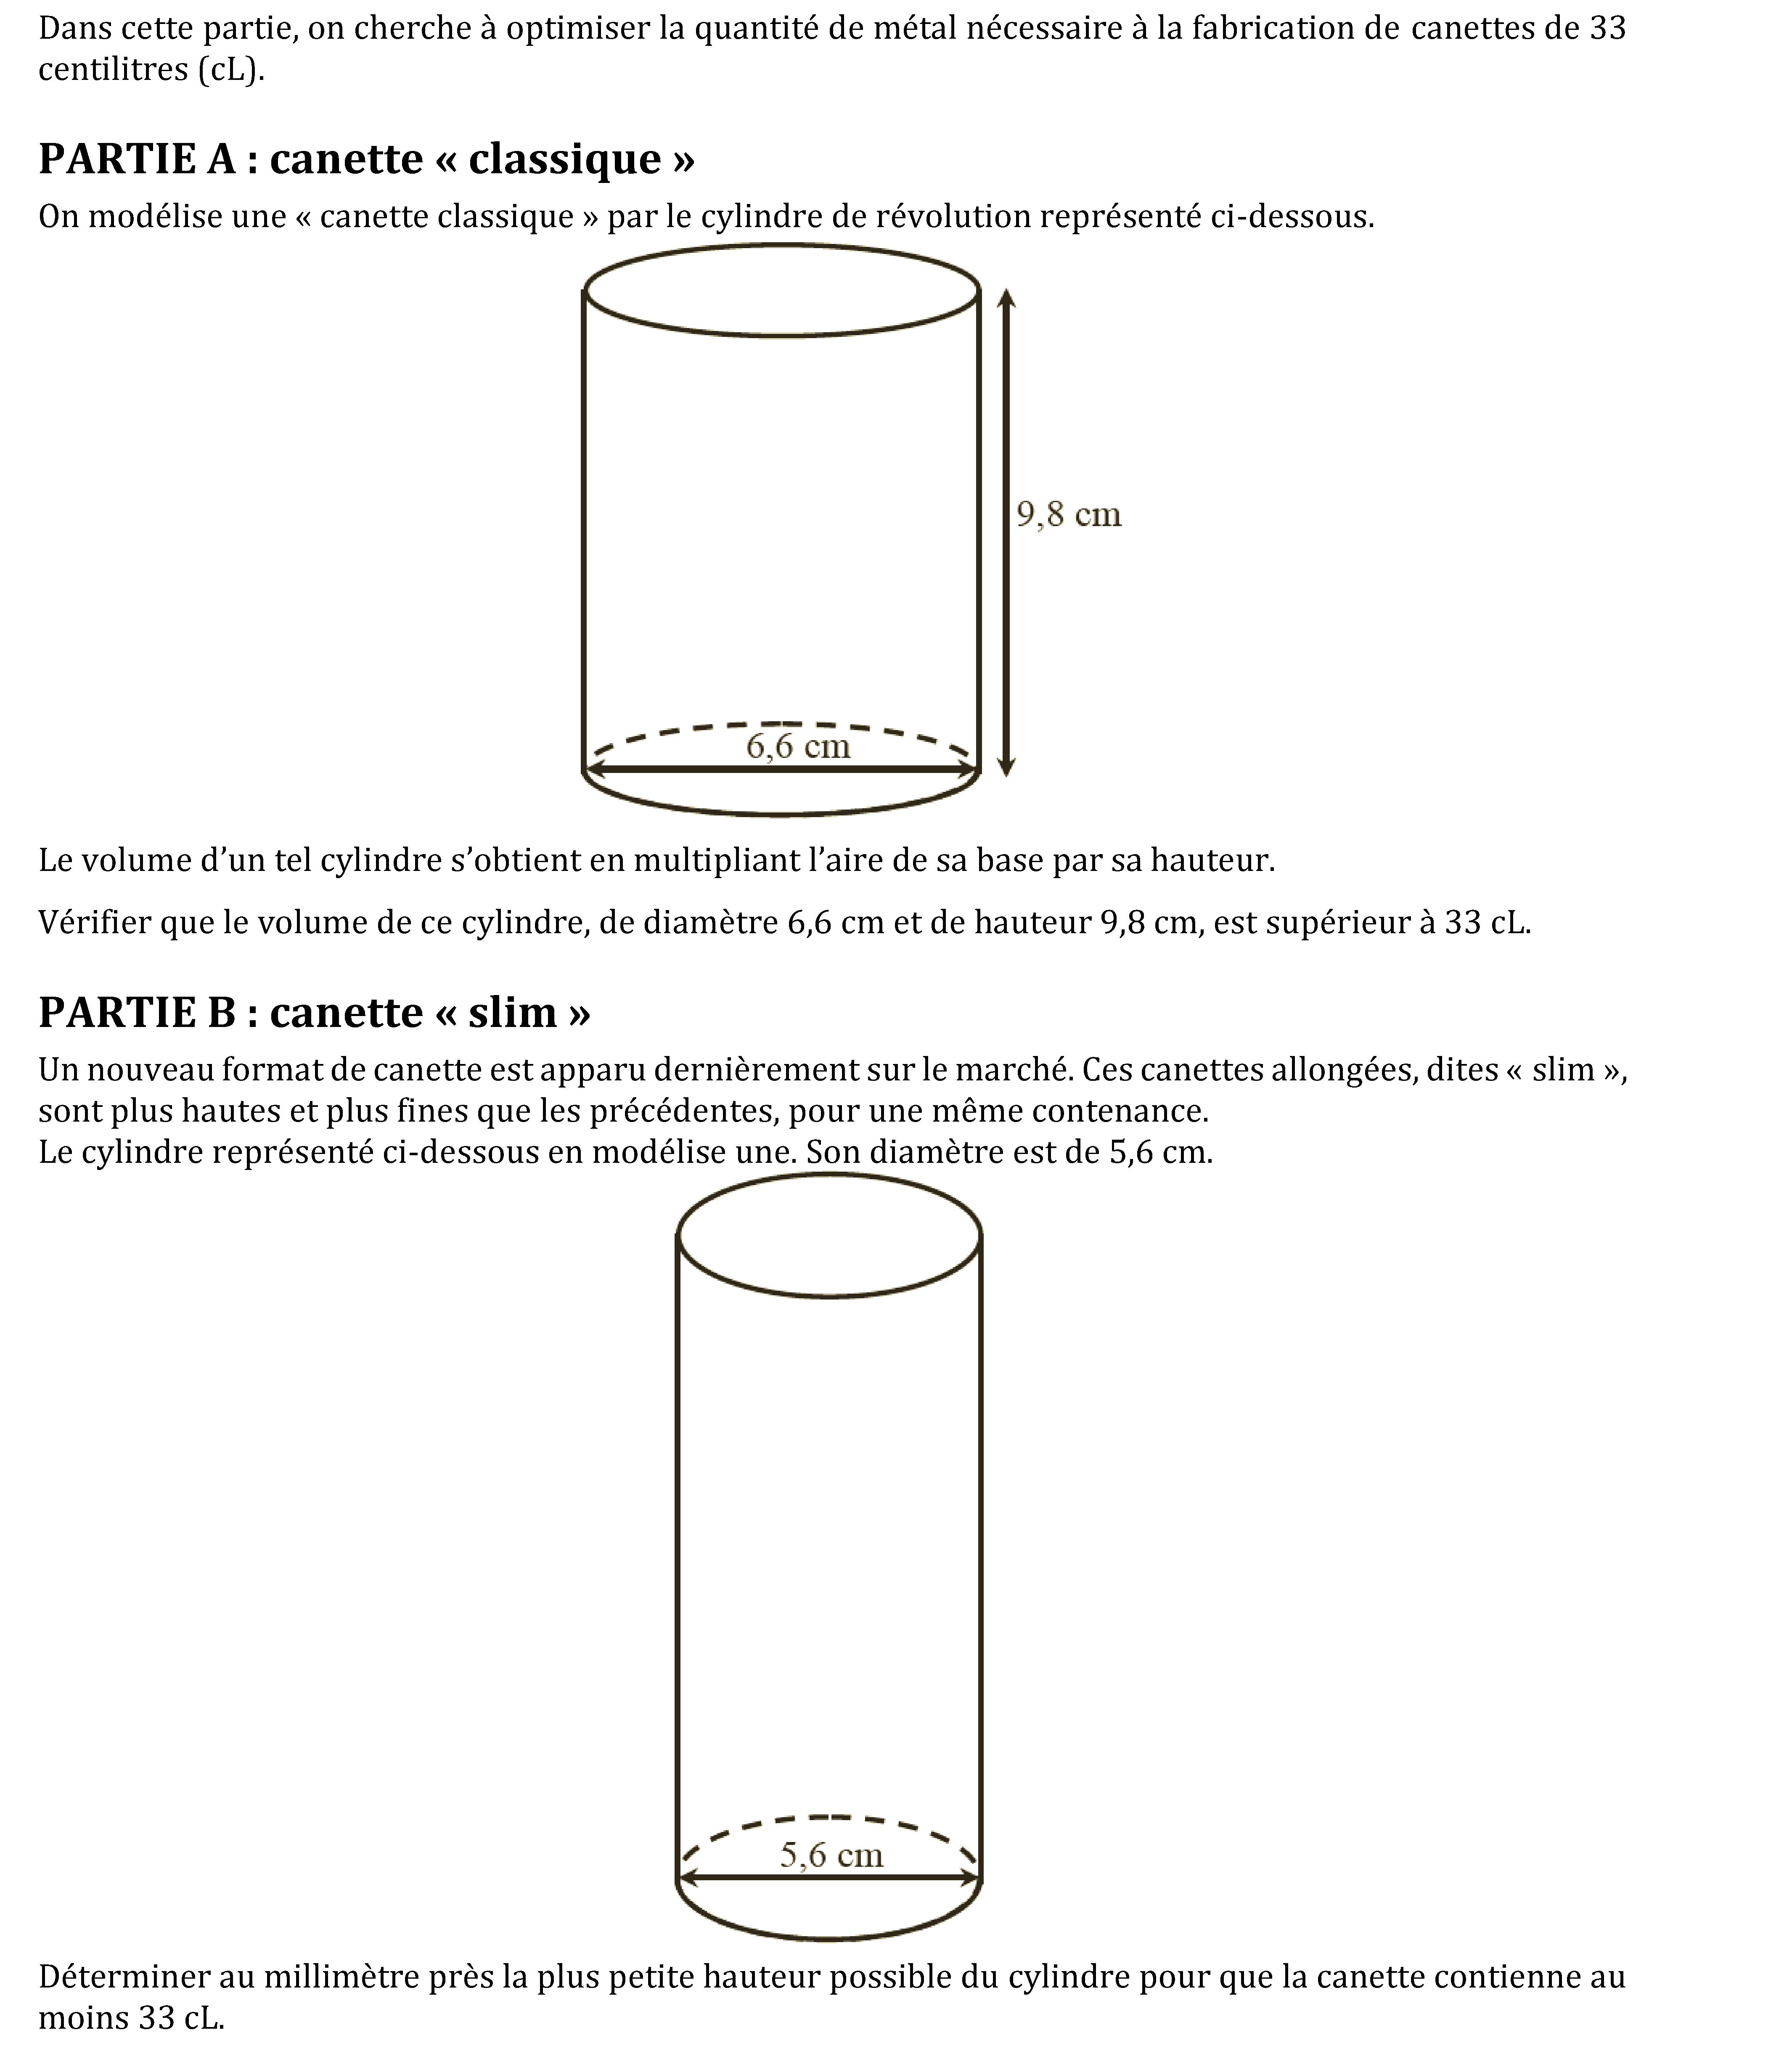 Dans cette partie, on cherche à optimiser la quantité de métal nécessaire à la fabrication de canettes de 33
centilitres (cL).
PARTIE A : canette « classique »
On modélise une « canette classique » par le cylindre de révolution représenté ci-dessous.
9,8 cm
6,6 cm
Le volume d’un tel cylindre s’obtient en multipliant l’aire de sa base par sa hauteur.
Vérifier que le volume de ce cylindre, de diamètre 6,6 cm et de hauteur 9,8 cm, est supérieur à 33 cL.
PARTIE B : canette « slim »
Un nouveau format de canette est apparu dernièrement sur le marché. Ces canettes allongées, dites « slim »,
sont plus hautes et plus fines que les précédentes, pour une même contenance.
Le cylindre représenté ci-dessous en modélise une. Son diamètre est de 5,6 cm.
5,6 cm
Déterminer au millimètre près la plus petite hauteur possible du cylindre pour que la canette contienne au
moins 33 cL.